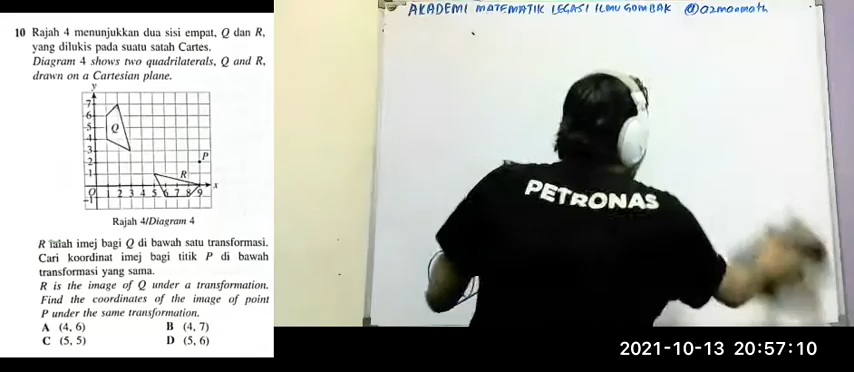 10 Rajah 4 menunjukkan dua sisi empat, Q dan R,
yang dilukis pada suatu satah Cartes.
Diagram 4 shows two quadrilaterals, Q and R,
drawn on a Cartesian plane.
y
7
6
5
4
3
2
1
-1
Q
P
R
O 1 2 3 4 5 6 7 8 9 x
Rajah 4/Diagram 4
R ialah imej bagi Q di bawah satu transformasi.
Cari koordinat imej bagi titik P di bawah
transformasi yang sama.
R is the image of Q under a transformation.
Find the coordinates of the image of point
P under the same transformation.
A (4, 6) B (4, 7)
C (5, 5) D (5, 6)
AKADEMI MATEMATIK LEGASI ILMU GOMBAK @azmanmath
PETRONAS
2021-10-13 20:57:10